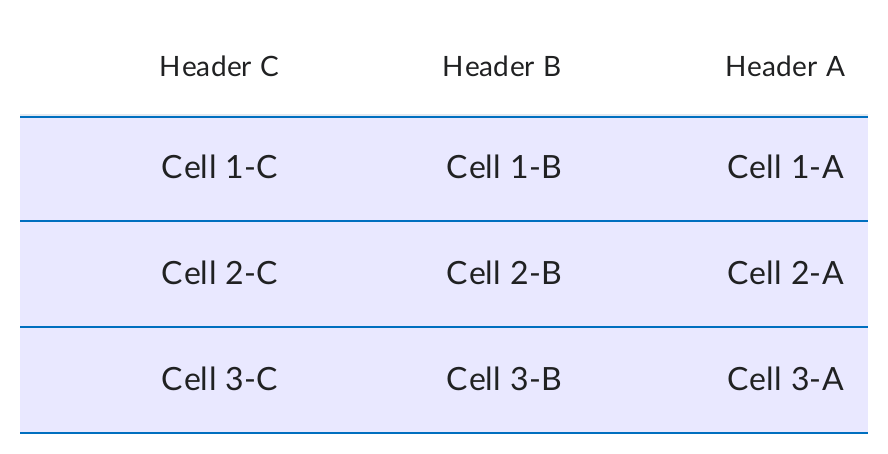 Header C Header B Header A
Cell 1-C Cell 1-B Cell 1-A
Cell 2-C Cell 2-B Cell 2-A
Cell 3-C Cell 3-B Cell 3-A